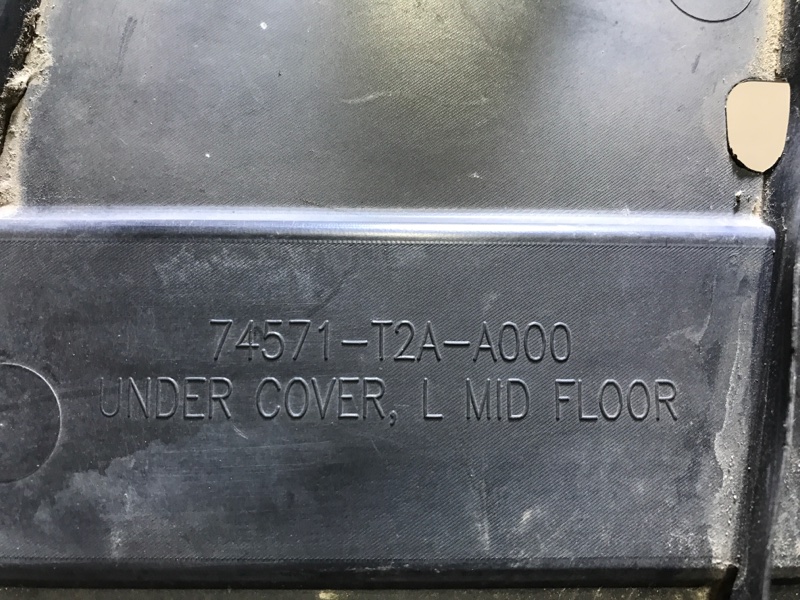 74571-T2A-A000
UNDER COVER, L MID FLOOR